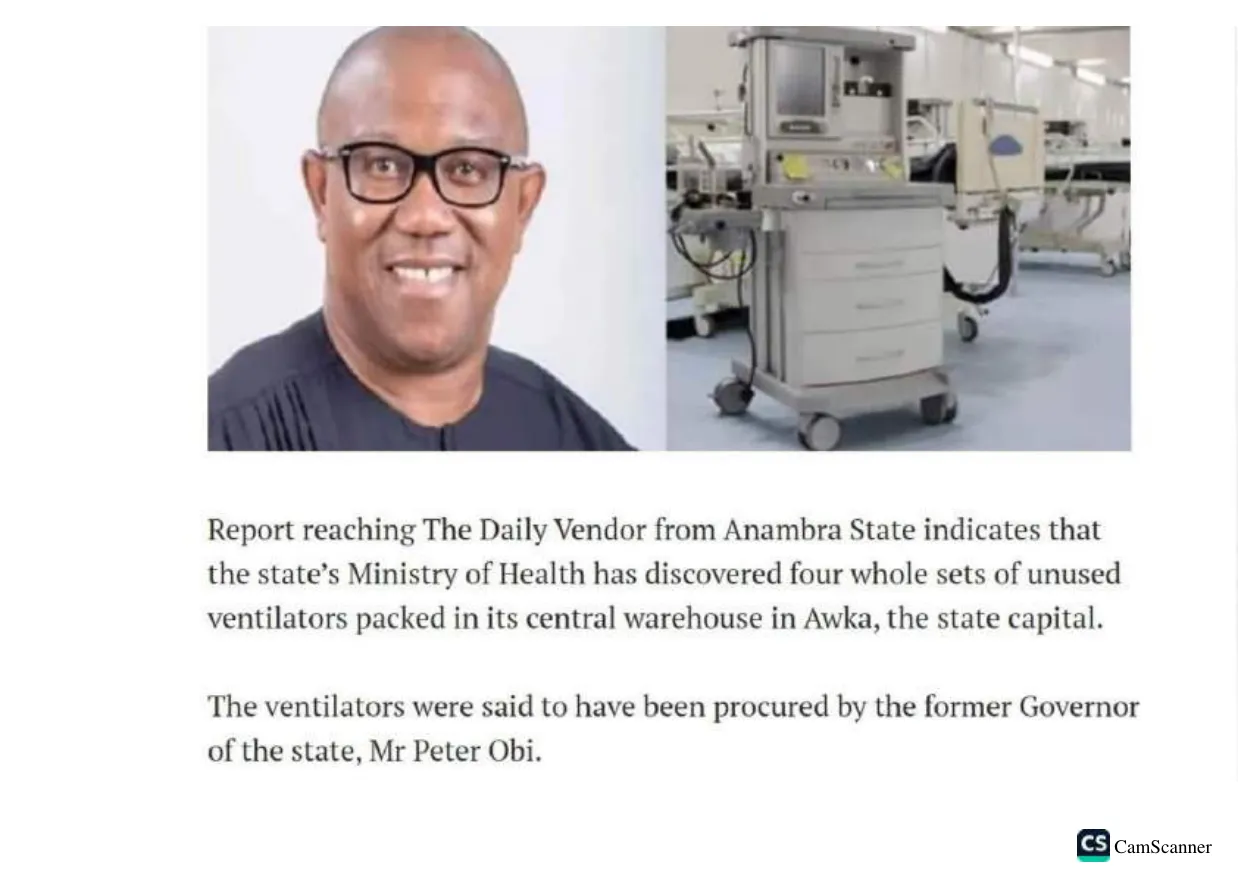 Report reaching The Daily Vendor from Anambra State indicates that
the state’s Ministry of Health has discovered four whole sets of unused
ventilators packed in its central warehouse in Awka, the state capital.
The ventilators were said to have been procured by the former Governor
of the state, Mr Peter Obi.
CS CamScanner